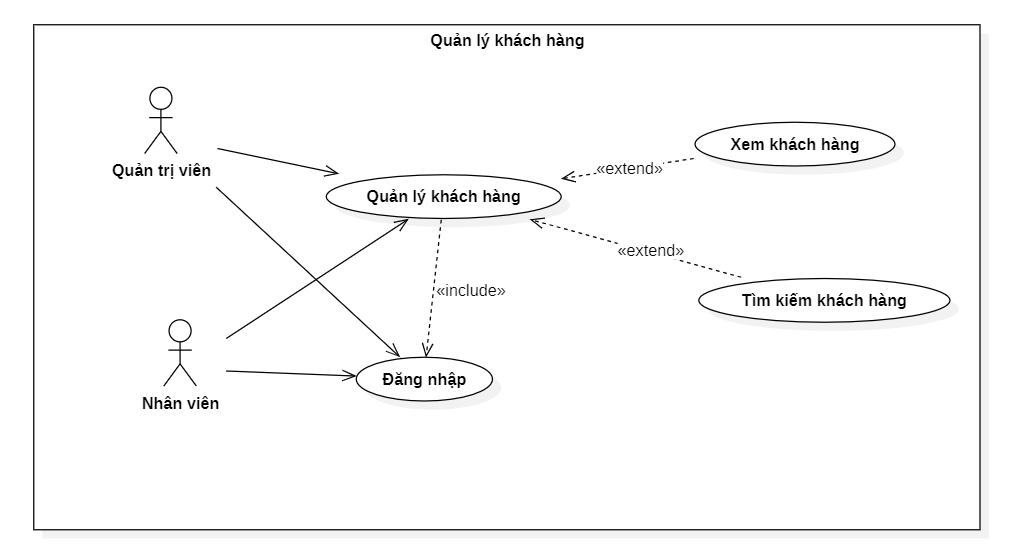 Quản lý khách hàng
Quản trị viên
Xem khách hàng
«extend»
Quản lý khách hàng
«extend»
«include»
Tìm kiếm khách hàng
Đăng nhập
Nhân viên